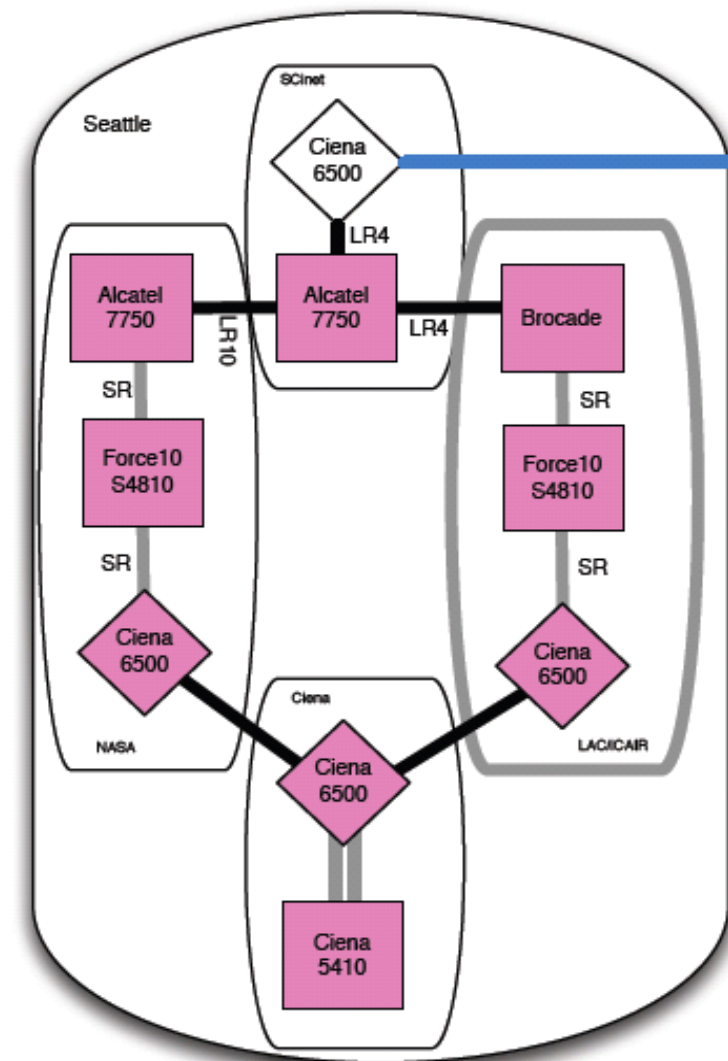 SCinet
Seattle
Ciena
6500
LR4
Alcatel
7750
LR10
Alcatel
7750
LR4
Brocade
SR
SR
Force10
S4810
Force10
S4810
SR
SR
Ciena
6500
Ciena
6500
NASA
Ciena
LAC/ICAIR
Ciena
6500
Ciena
5410